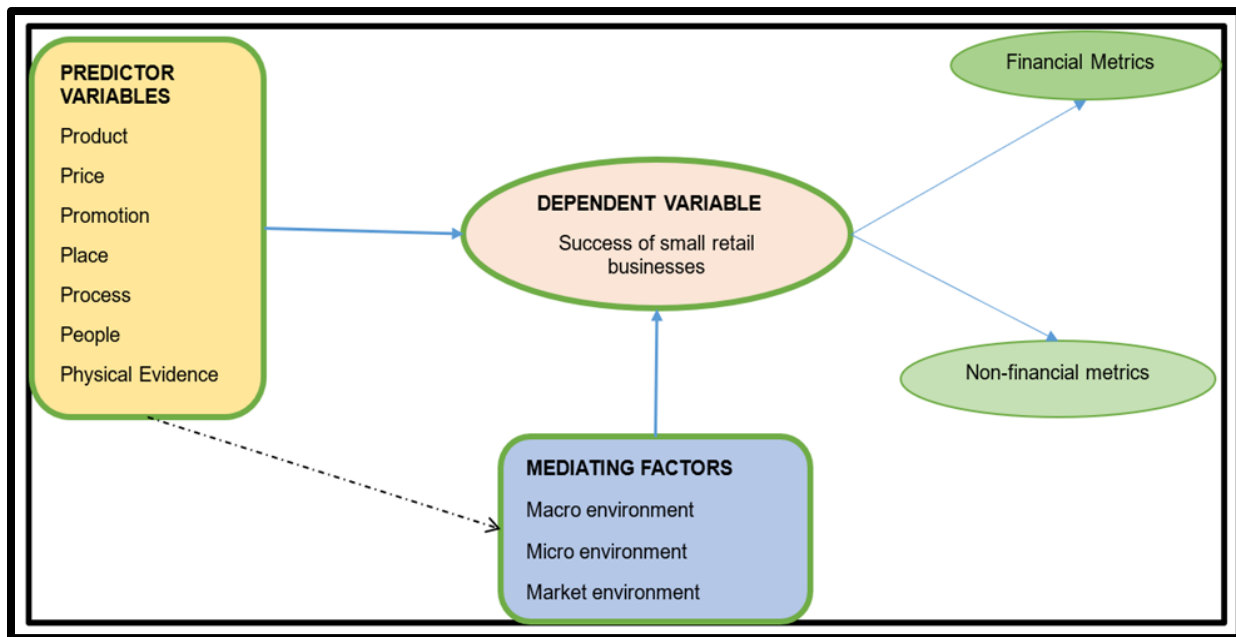 PREDICTOR
VARIABLES
Product
Price
Promotion
Place
Process
People
Physical Evidence
DEPENDENT VARIABLE
Success of small retail
businesses
MEDIATING FACTORS
Macro environment
Micro environment
Market environment
Financial Metrics
Non-financial metrics